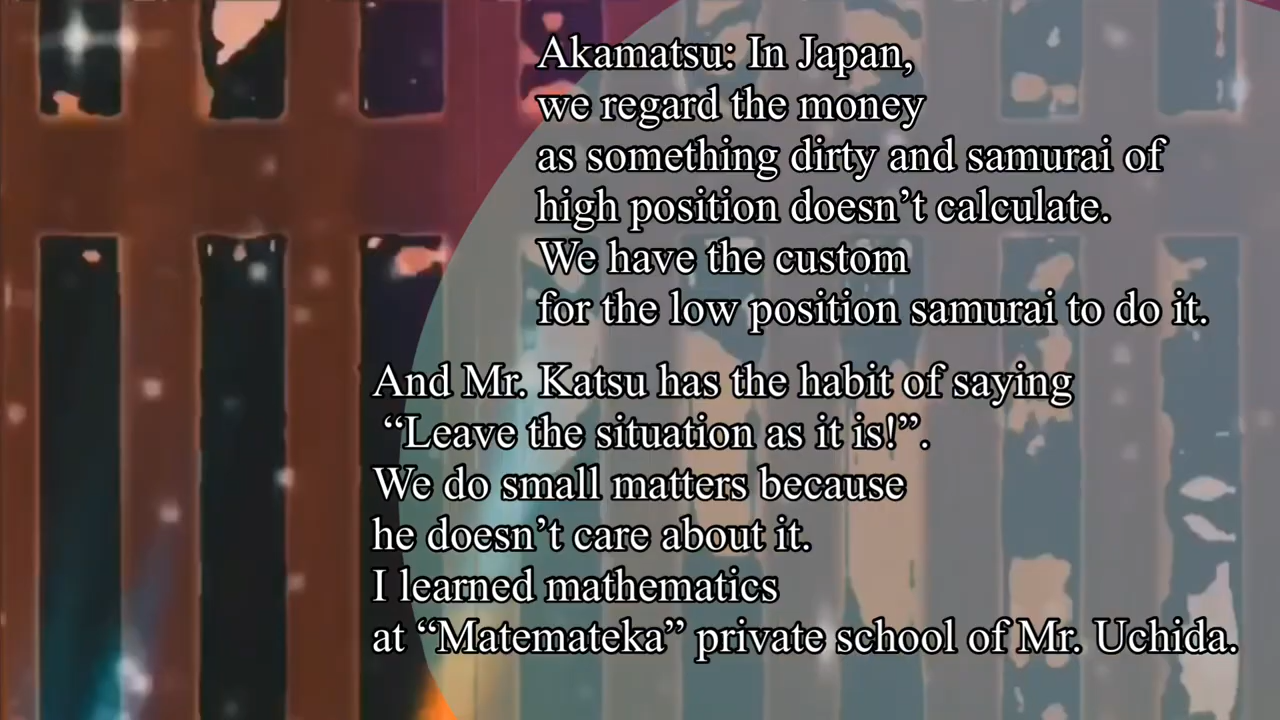 Akamatsu: In Japan,
we regard the money
as something dirty and samurai of
high position doesn’t calculate.
We have the custom
for the low position samurai to do it.
And Mr. Katsu has the habit of saying
“Leave the situation as it is!”.
We do small matters because
he doesn’t care about it.
I learned mathematics
at “Matemateka” private school of Mr. Uchida.